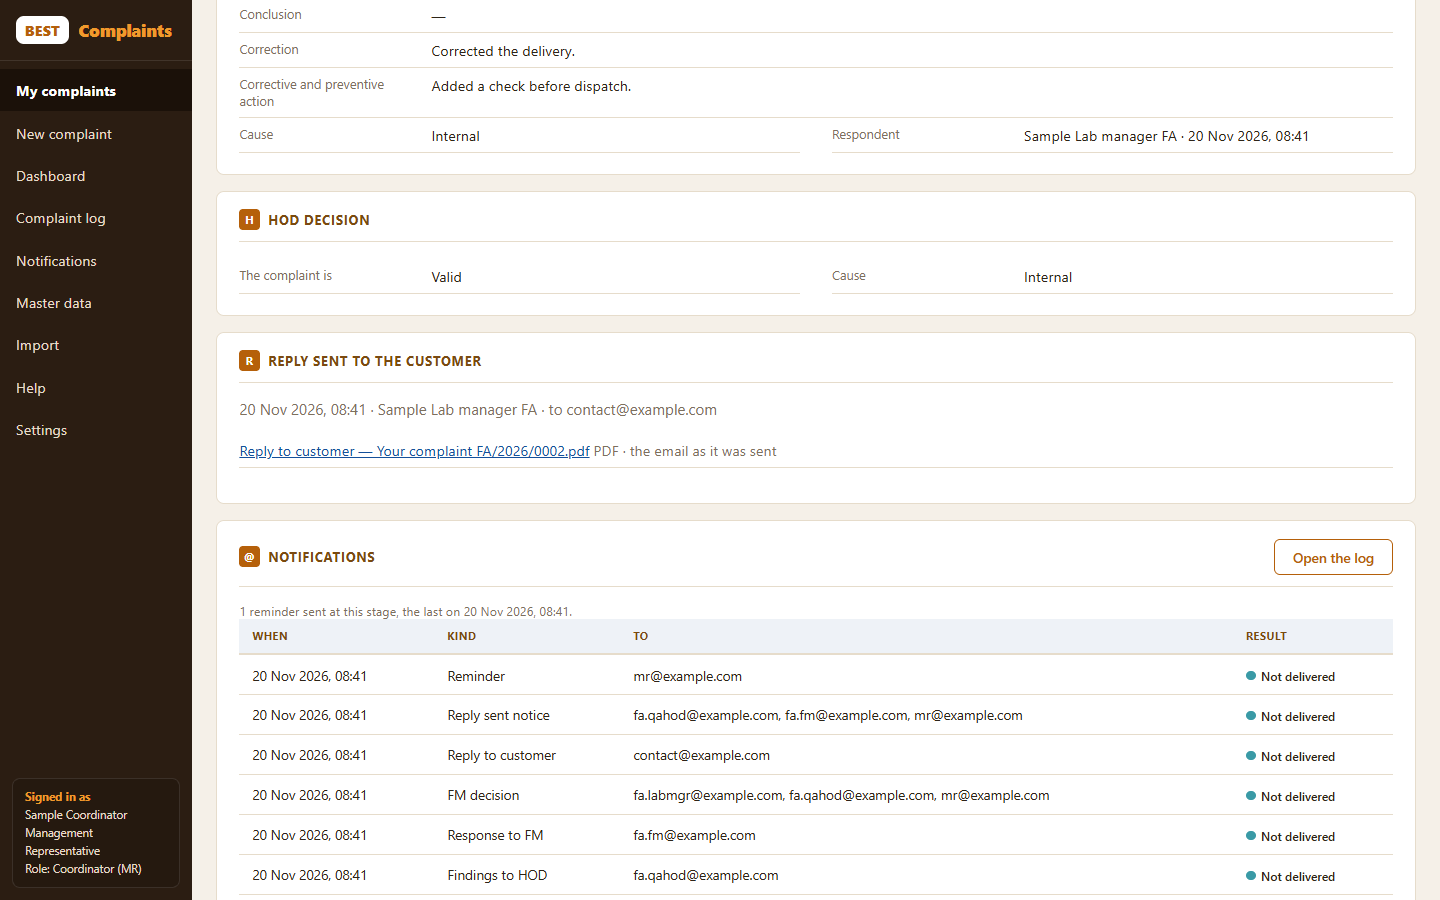 BEST Complaints
My complaints
New complaint
Dashboard
Complaint log
Notifications
Master data
Import
Help
Settings
Signed in as
Sample Coordinator
Management
Representative
Role: Coordinator (MR)
Conclusion —
Correction Corrected the delivery.
Corrective and preventive action Added a check before dispatch.
Cause Internal Respondent Sample Lab manager FA · 20 Nov 2026, 08:41
H HOD DECISION
The complaint is Valid Cause Internal
R REPLY SENT TO THE CUSTOMER
20 Nov 2026, 08:41 · Sample Lab manager FA · to contact@example.com
Reply to customer — Your complaint FA/2026/0002.pdf PDF · the email as it was sent
@ NOTIFICATIONS Open the log
1 reminder sent at this stage, the last on 20 Nov 2026, 08:41.
WHEN KIND TO RESULT
20 Nov 2026, 08:41 Reminder mr@example.com Not delivered
20 Nov 2026, 08:41 Reply sent notice fa.qahod@example.com, fa.fm@example.com, mr@example.com Not delivered
20 Nov 2026, 08:41 Reply to customer contact@example.com Not delivered
20 Nov 2026, 08:41 FM decision fa.labmgr@example.com, fa.qahod@example.com, mr@example.com Not delivered
20 Nov 2026, 08:41 Response to FM fa.fm@example.com Not delivered
20 Nov 2026, 08:41 Findings to HOD fa.qahod@example.com Not delivered